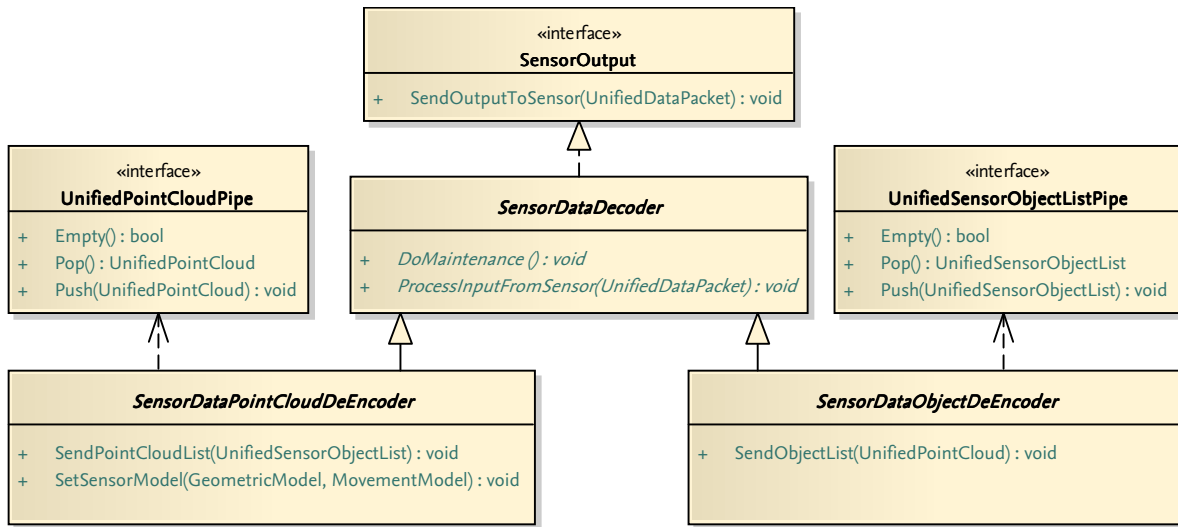 «interface»
SensorOutput
+ SendOutputToSensor(UnifiedDataPacket) : void
«interface»
UnifiedPointCloudPipe
+ Empty() : bool
+ Pop() : UnifiedPointCloud
+ Push(UnifiedPointCloud) : void
SensorDataDecoder
+ DoMaintenance () : void
+ ProcessInputFromSensor(UnifiedDataPacket) : void
«interface»
UnifiedSensorObjectListPipe
+ Empty() : bool
+ Pop() : UnifiedSensorObjectList
+ Push(UnifiedSensorObjectList) : void
SensorDataPointCloudDeEncoder
+ SendPointCloudList(UnifiedSensorObjectList) : void
+ SetSensorModel(GeometricModel, MovementModel) : void
SensorDataObjectDeEncoder
+ SendObjectList(UnifiedPointCloud) : void